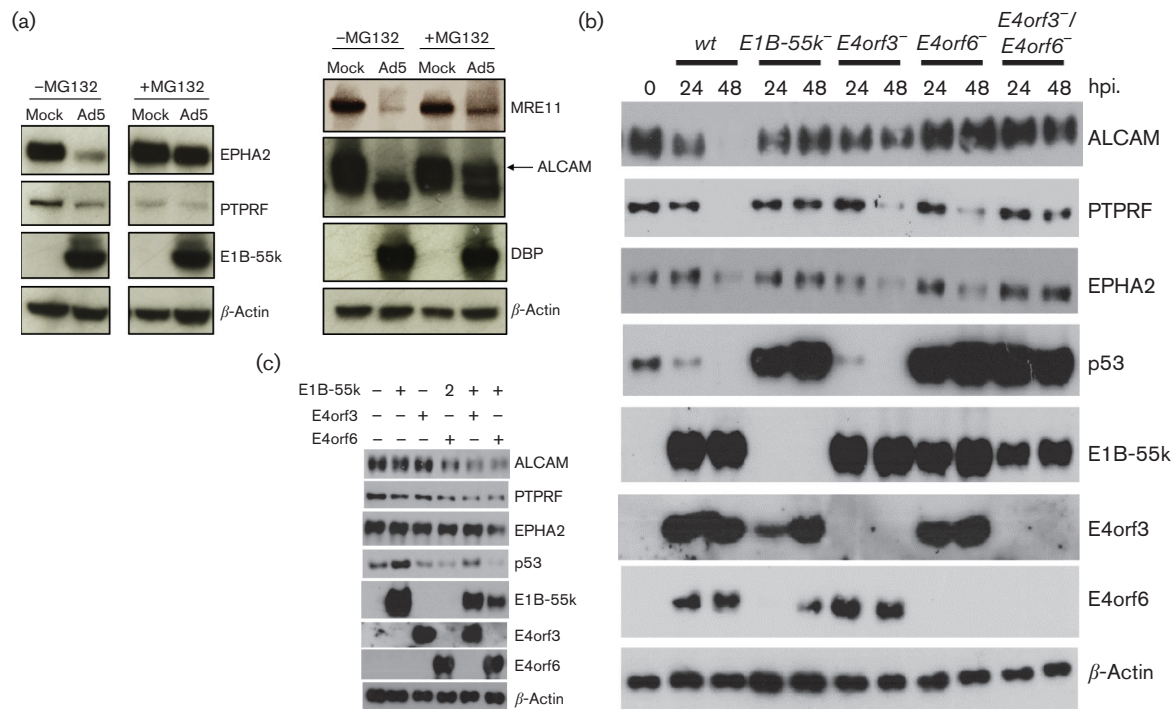 (a)
−MG132 +MG132
Mock Ad5 Mock Ad5
EPHA2
PTPRF
E1B-55k
β-Actin
−MG132 +MG132
Mock Ad5 Mock Ad5
MRE11
ALCAM
DBP
β-Actin
(b)
wt E1B-55k− E4orf3− E4orf6− E4orf3−/
E4orf6−
0 24 48 24 48 24 48 24 48 24 48 hpi.
ALCAM
PTPRF
EPHA2
p53
E1B-55k
E4orf3
E4orf6
β-Actin
(c)
E1B-55k − + − 2 + +
E4orf3 − − + − + −
E4orf6 − − − + − +
ALCAM
PTPRF
EPHA2
p53
E1B-55k
E4orf3
E4orf6
β-Actin